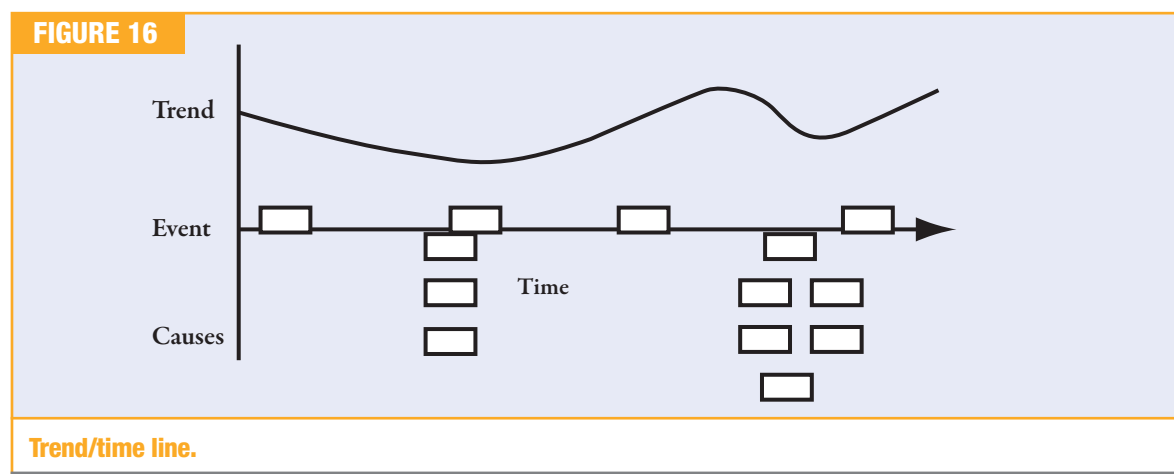 FIGURE 16
Trend
Event
Time
Causes
Trend/time line.